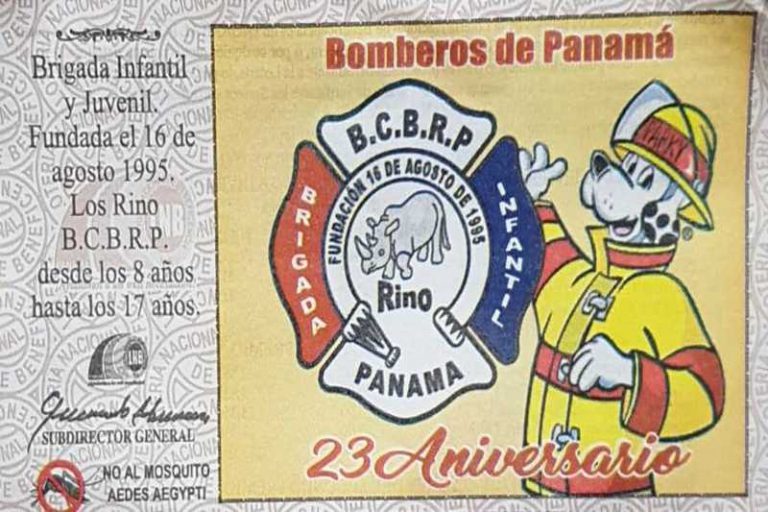 Brigada Infantil
y Juvenil.
Fundada el 16 de
agosto 1995.
Los Rino
B.C.B.R.P.
desde los 8 años
hasta los 17 años.
SUBDIRECTOR GENERAL
NO AL MOSQUITO
AEDES AEGYPTI
Bomberos de Panamá
B.C.B.R.P
BRIGADA
FUNDACIÓN 16 DE AGOSTO DE 1995
INFANTIL
Rino
PANAMA
SPARKY
®
23 Aniversario